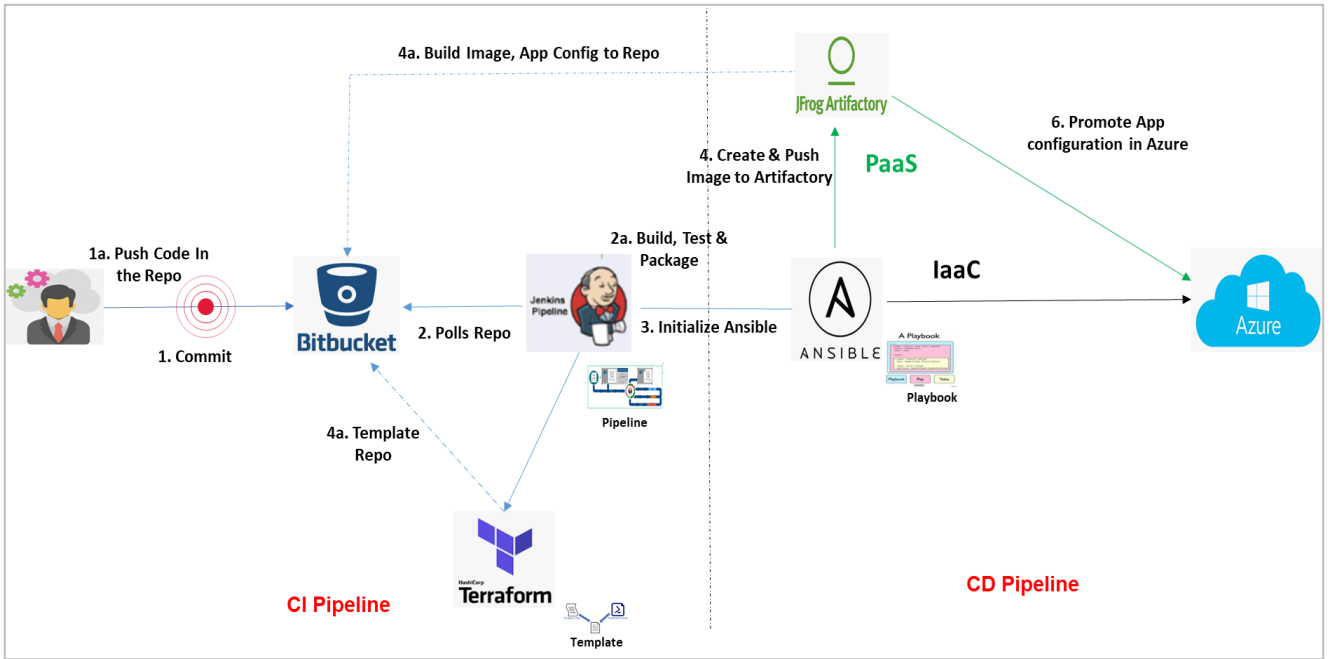 4a. Build Image, App Config to Repo
JFrog Artifactory
6. Promote App
configuration in Azure
4. Create & Push
Image to Artifactory
PaaS
1a. Push Code In
the Repo
2a. Build, Test &
Package
IaaC
Jenkins
Pipeline
Bitbucket
2. Polls Repo
3. Initialize Ansible
ANSIBLE
Azure
1. Commit
A Playbook
Playbook
Play
Tasks
Playbook
Pipeline
4a. Template
Repo
HashiCorp
Terraform
CI Pipeline
CD Pipeline
Template